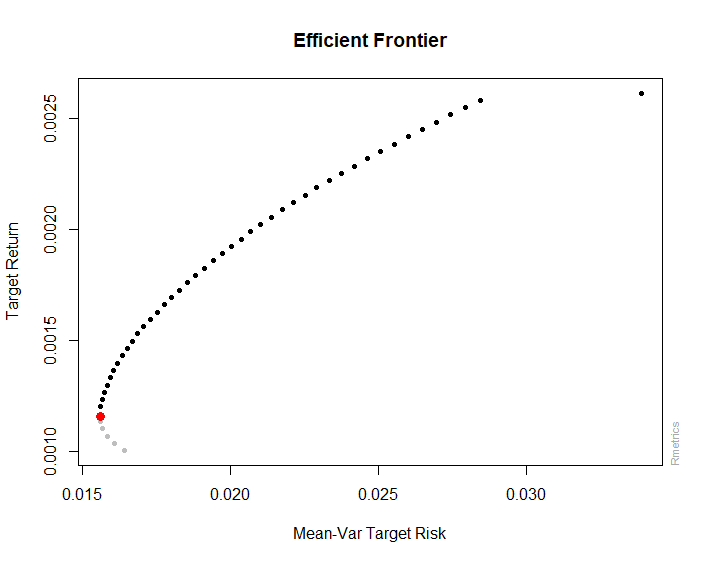 Efficient Frontier
Target Return
0.0025
0.0020
0.0015
0.0010
0.015 0.020 0.025 0.030
Mean-Var Target Risk
Rmetrics